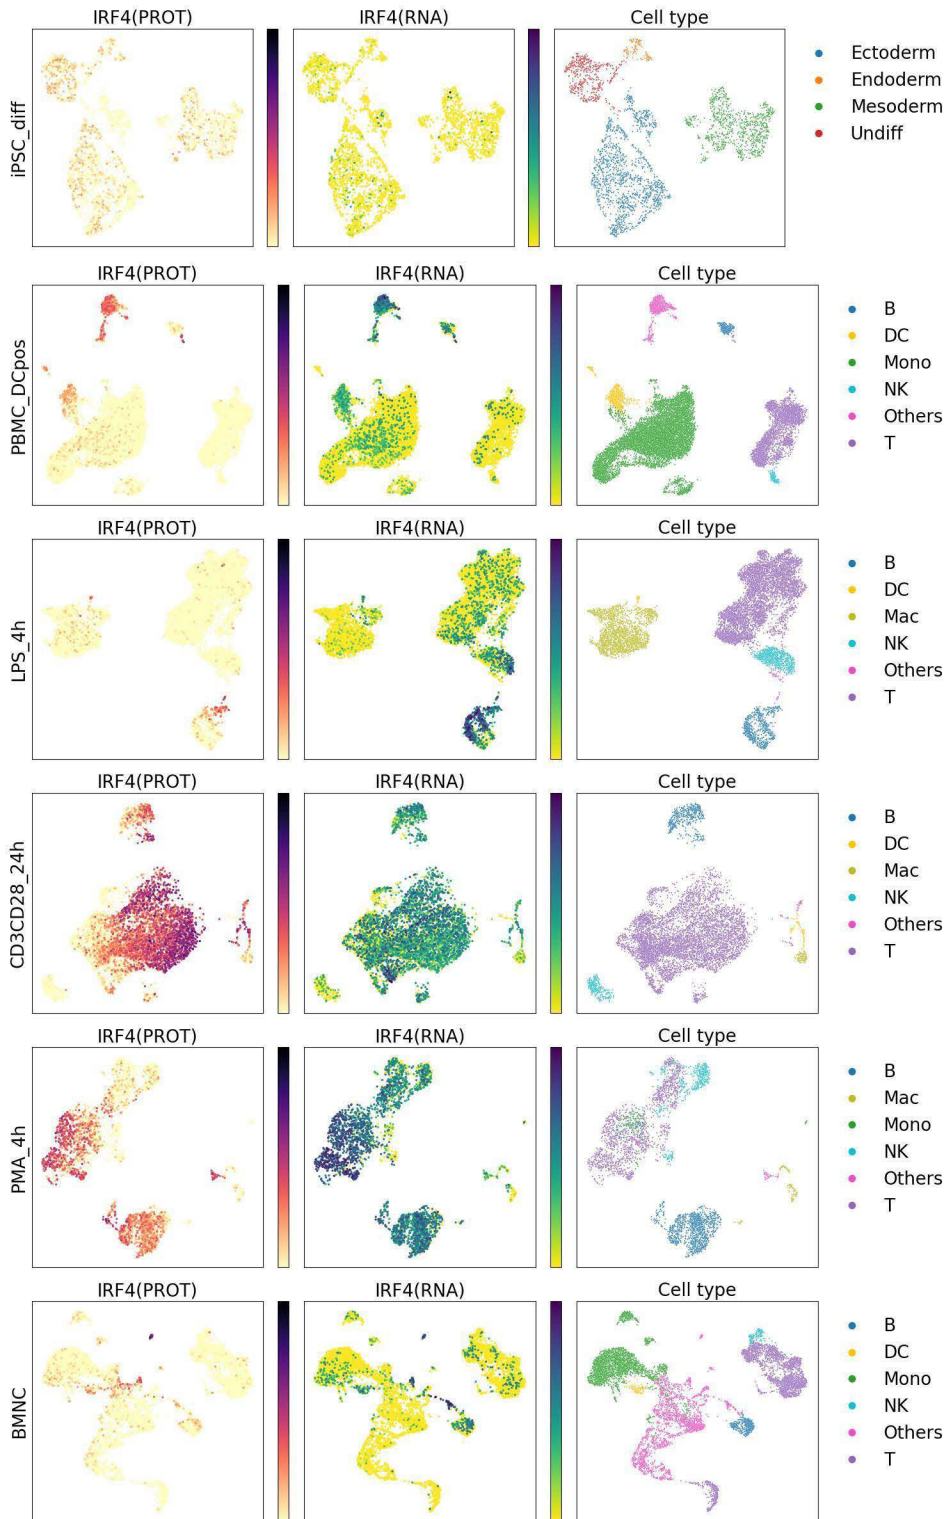 IRF4(PROT) IRF4(RNA) Cell type
iPSC_diff
Ectoderm
Endoderm
Mesoderm
Undiff
IRF4(PROT) IRF4(RNA) Cell type
PBMC_DCpos
B
DC
Mono
NK
Others
T
IRF4(PROT) IRF4(RNA) Cell type
LPS_4h
B
DC
Mac
NK
Others
T
IRF4(PROT) IRF4(RNA) Cell type
CD3CD28_24h
B
DC
Mac
NK
Others
T
IRF4(PROT) IRF4(RNA) Cell type
PMA_4h
B
Mac
Mono
NK
Others
T
IRF4(PROT) IRF4(RNA) Cell type
BMNC
B
DC
Mono
NK
Others
T